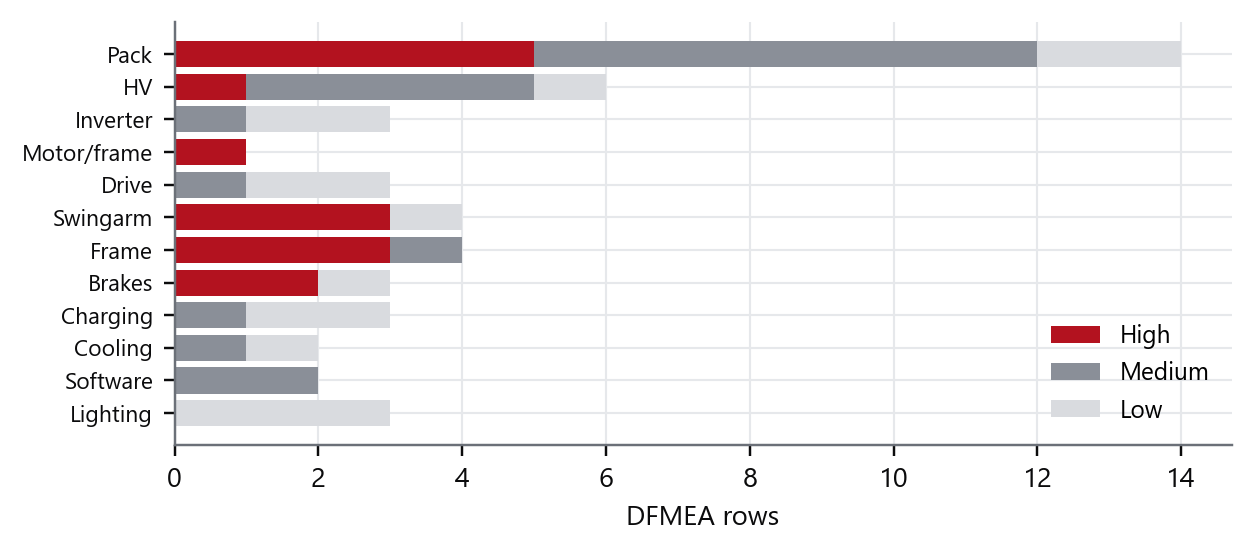 Pack
HV
Inverter
Motor/frame
Drive
Swingarm
Frame
Brakes
Charging
Cooling
Software
Lighting
High
Medium
Low
0 2 4 6 8 10 12 14
DFMEA rows